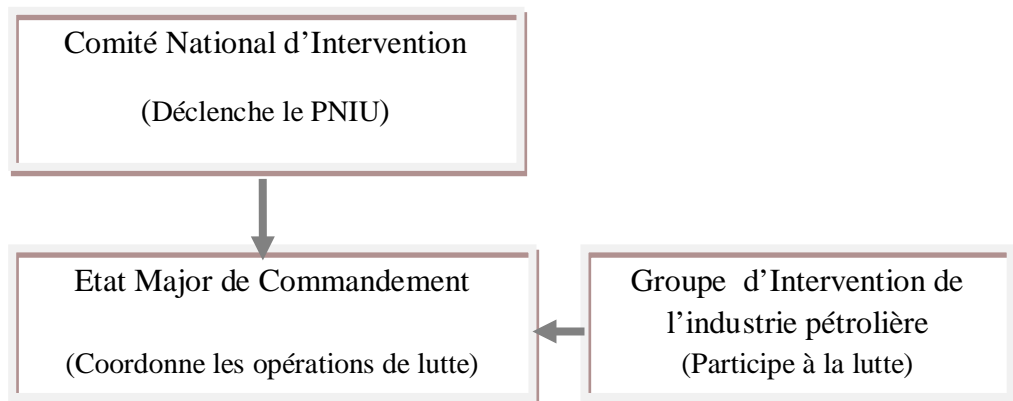 Comité National d’Intervention
(Déclenche le PNIU)
Etat Major de Commandement
(Coordonne les opérations de lutte)
Groupe d’Intervention de
l’industrie pétrolière
(Participe à la lutte)